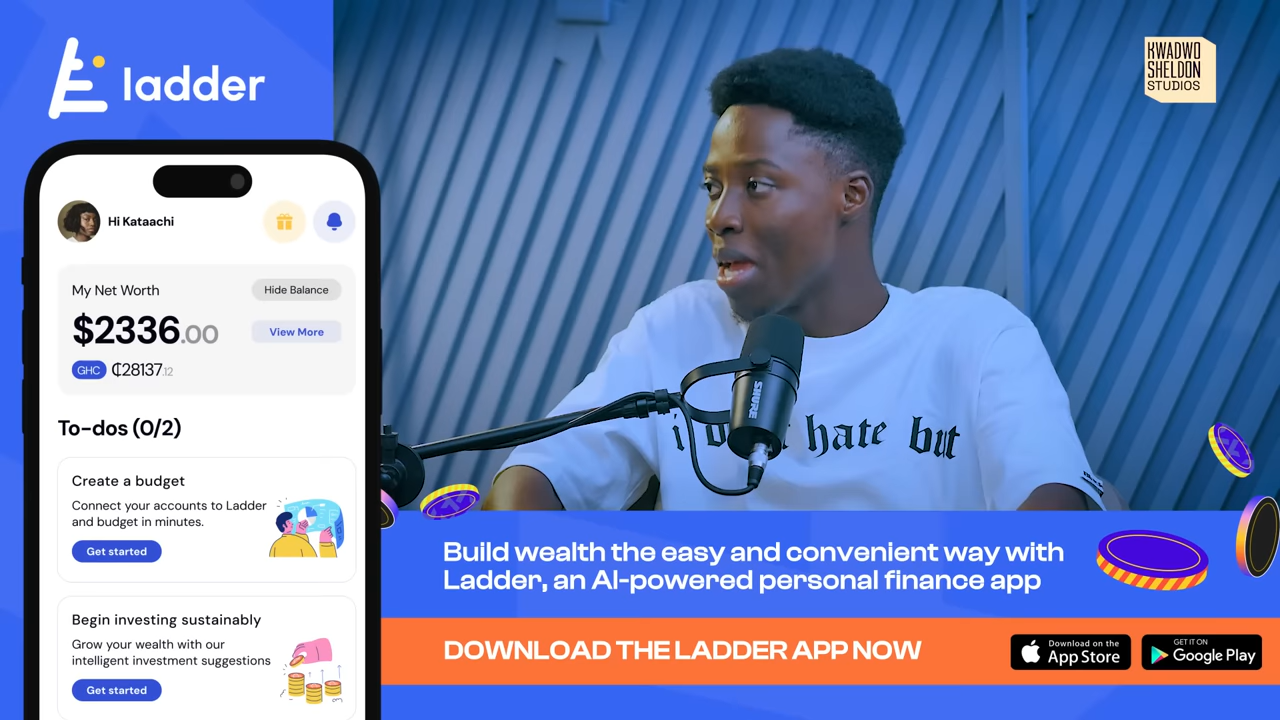 ladder
KWADWO
SHELDON
STUDIOS
Hi Kataachi
My Net Worth
Hide Balance
$2336.00
View More
GHC ₵28137.12
To-dos (0/2)
Create a budget
Connect your accounts to Ladder
and budget in minutes.
Get started
Begin investing sustainably
Grow your wealth with our
intelligent investment suggestions
Get started
SHURE
hate but
Build wealth the easy and convenient way with
Ladder, an AI-powered personal finance app
DOWNLOAD THE LADDER APP NOW
Download on the
App Store
GET IT ON
Google Play